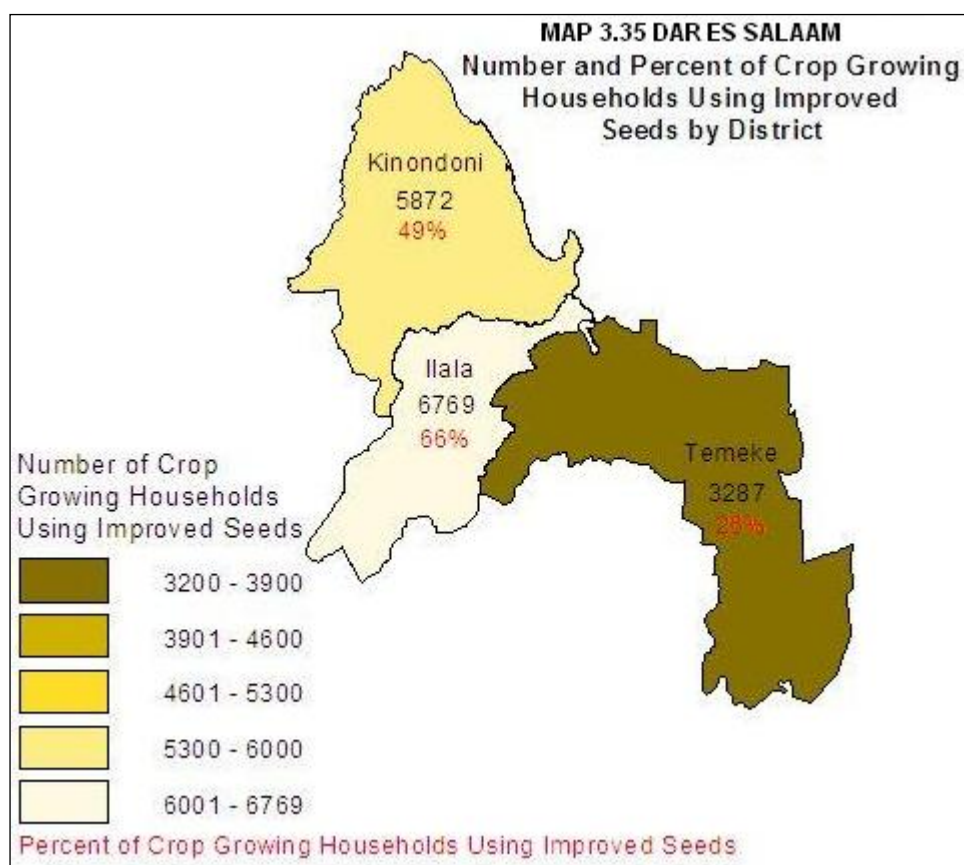 MAP 3.35 DAR ES SALAAM
Number and Percent of Crop Growing
Households Using Improved
Seeds by District
Kinondoni
5872
49%
Ilala
6769
66%
Temeke
3287
Number of Crop
Growing Households
Using Improved Seeds
3200 - 3900
3901 - 4600
4601 - 5300
5300 - 6000
6001 - 6769
Percent of Crop Growing Households Using Improved Seeds